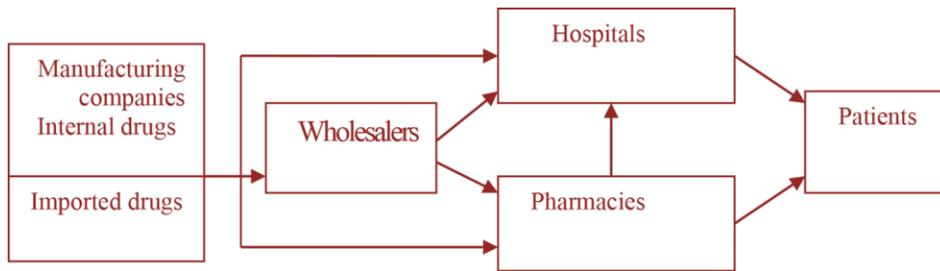 Manufacturing
companies
Internal drugs
Imported drugs
Wholesalers
Hospitals
Pharmacies
Patients